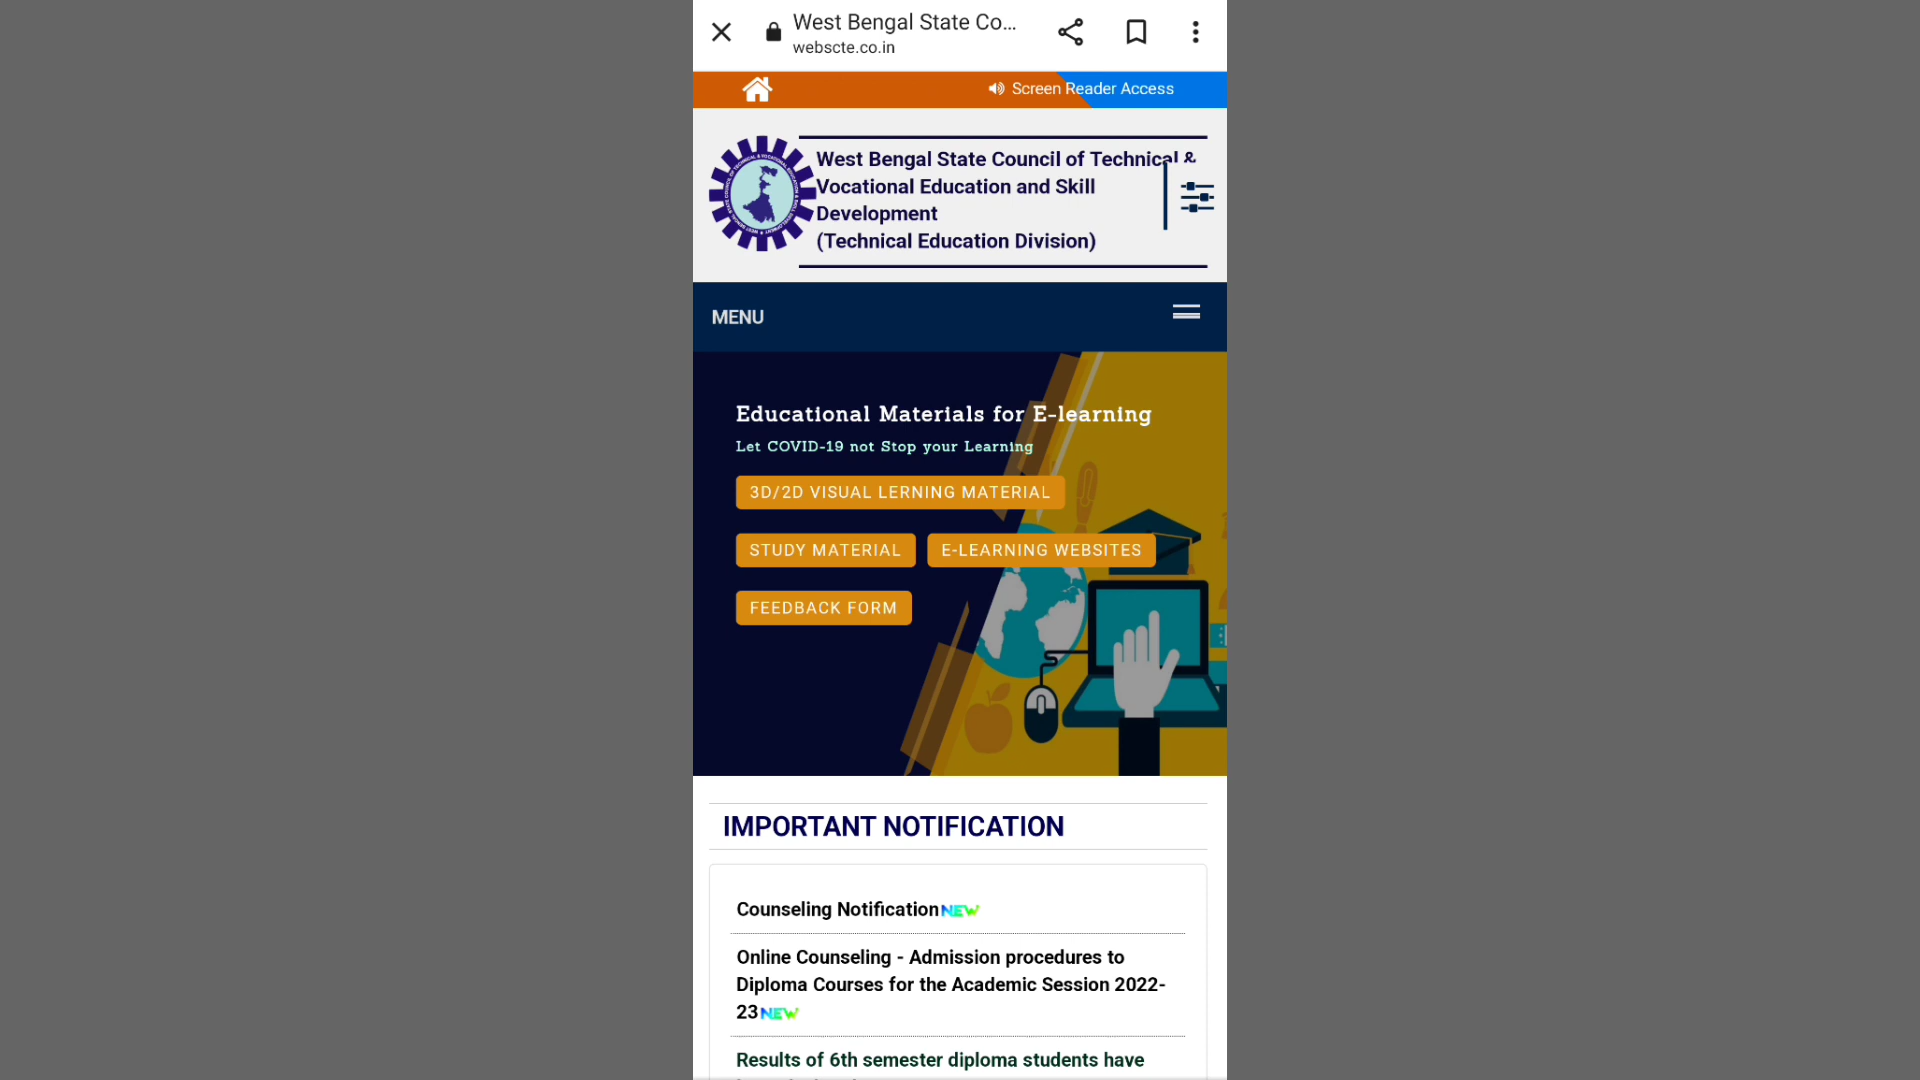 West Bengal State Co...
webscte.co.in
Screen Reader Access
West Bengal State Council of Technical &
Vocational Education and Skill
Development
(Technical Education Division)
MENU
Educational Materials for E-learning
Let COVID-19 not Stop your Learning
3D/2D VISUAL LERNING MATERIAL
STUDY MATERIAL
E-LEARNING WEBSITES
FEEDBACK FORM
IMPORTANT NOTIFICATION
Counseling Notification NEW
Online Counseling - Admission procedures to
Diploma Courses for the Academic Session 2022-
23 NEW
Results of 6th semester diploma students have